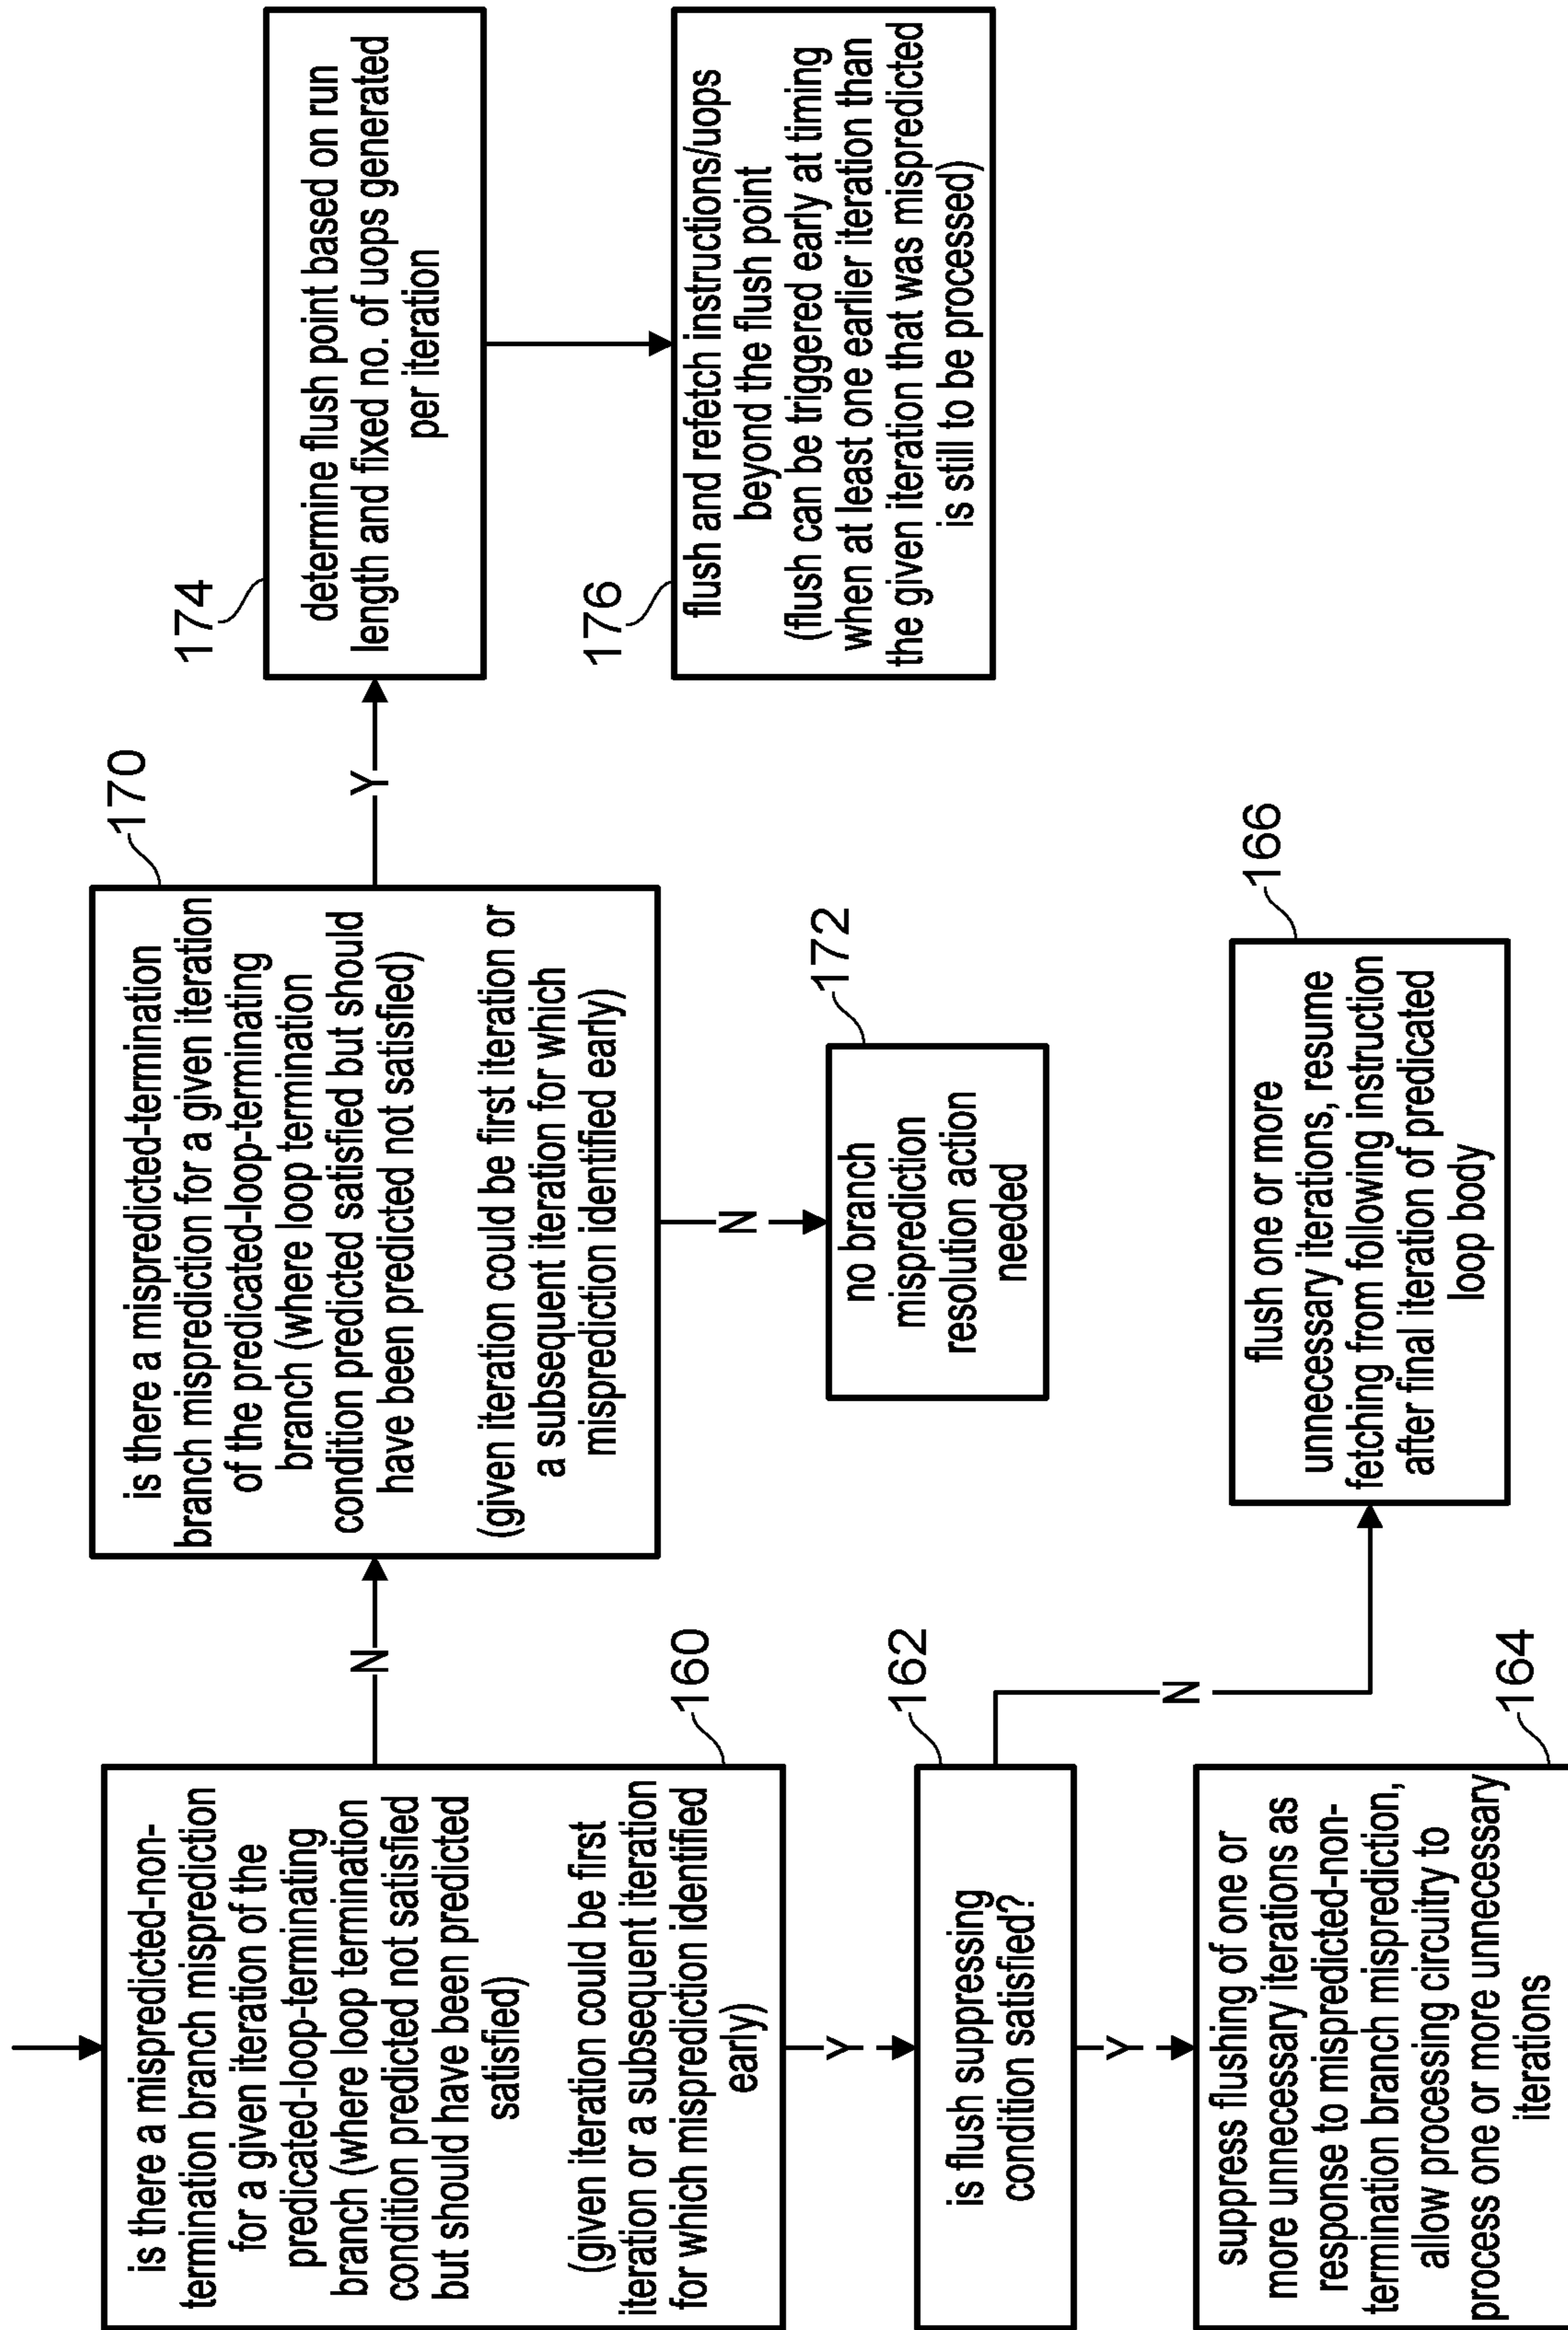 is there a mispredicted-non-
termination branch misprediction
for a given iteration of the
predicated-loop-terminating
branch (where loop termination
condition predicted not satisfied
but should have been predicted
satisfied)
(given iteration could be first
iteration or a subsequent iteration
for which misprediction identified
early)
160
N
Y
is there a mispredicted-termination
branch misprediction for a given iteration
of the predicated-loop-terminating
branch (where loop termination
condition predicted satisfied but should
have been predicted not satisfied)
(given iteration could be first iteration or
a subsequent iteration for which
misprediction identified early)
170
Y
N
determine flush point based on run
length and fixed no. of uops generated
per iteration
174
flush and refetch instructions/uops
beyond the flush point
(flush can be triggered early at timing
when at least one earlier iteration than
the given iteration that was mispredicted
is still to be processed)
176
no branch
misprediction
resolution action
needed
172
is flush suppressing
condition satisfied?
162
N
Y
flush one or more
unnecessary iterations, resume
fetching from following instruction
after final iteration of predicated
loop body
166
suppress flushing of one or
more unnecessary iterations as
response to mispredicted-non-
termination branch misprediction,
allow processing circuitry to
process one or more unnecessary
iterations
164